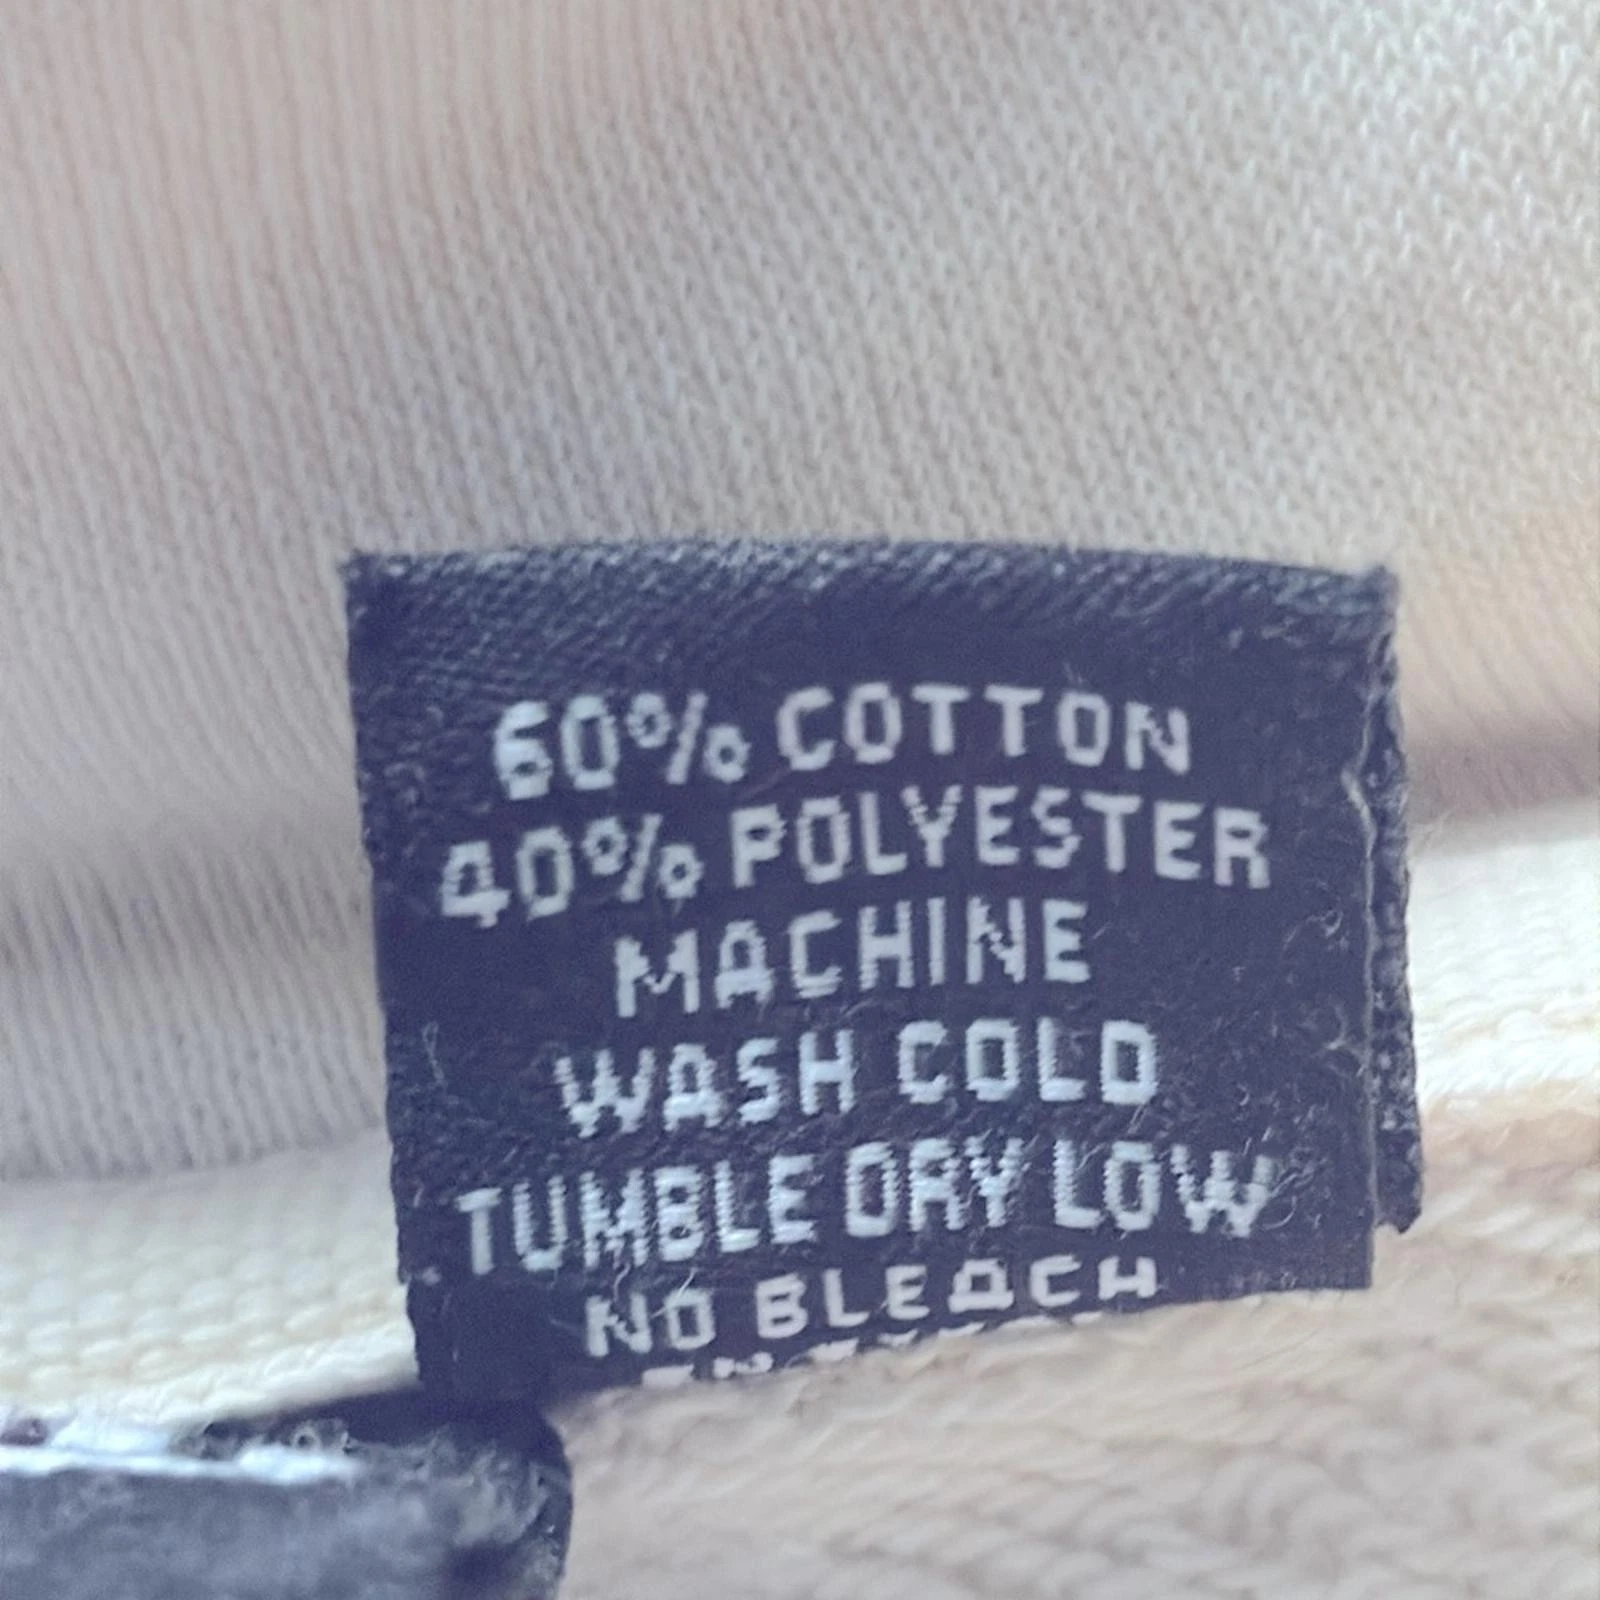 60% COTTON
40% POLYESTER
MACHINE
WASH COLD
TUMBLE DRY LOW
NO BLEACH